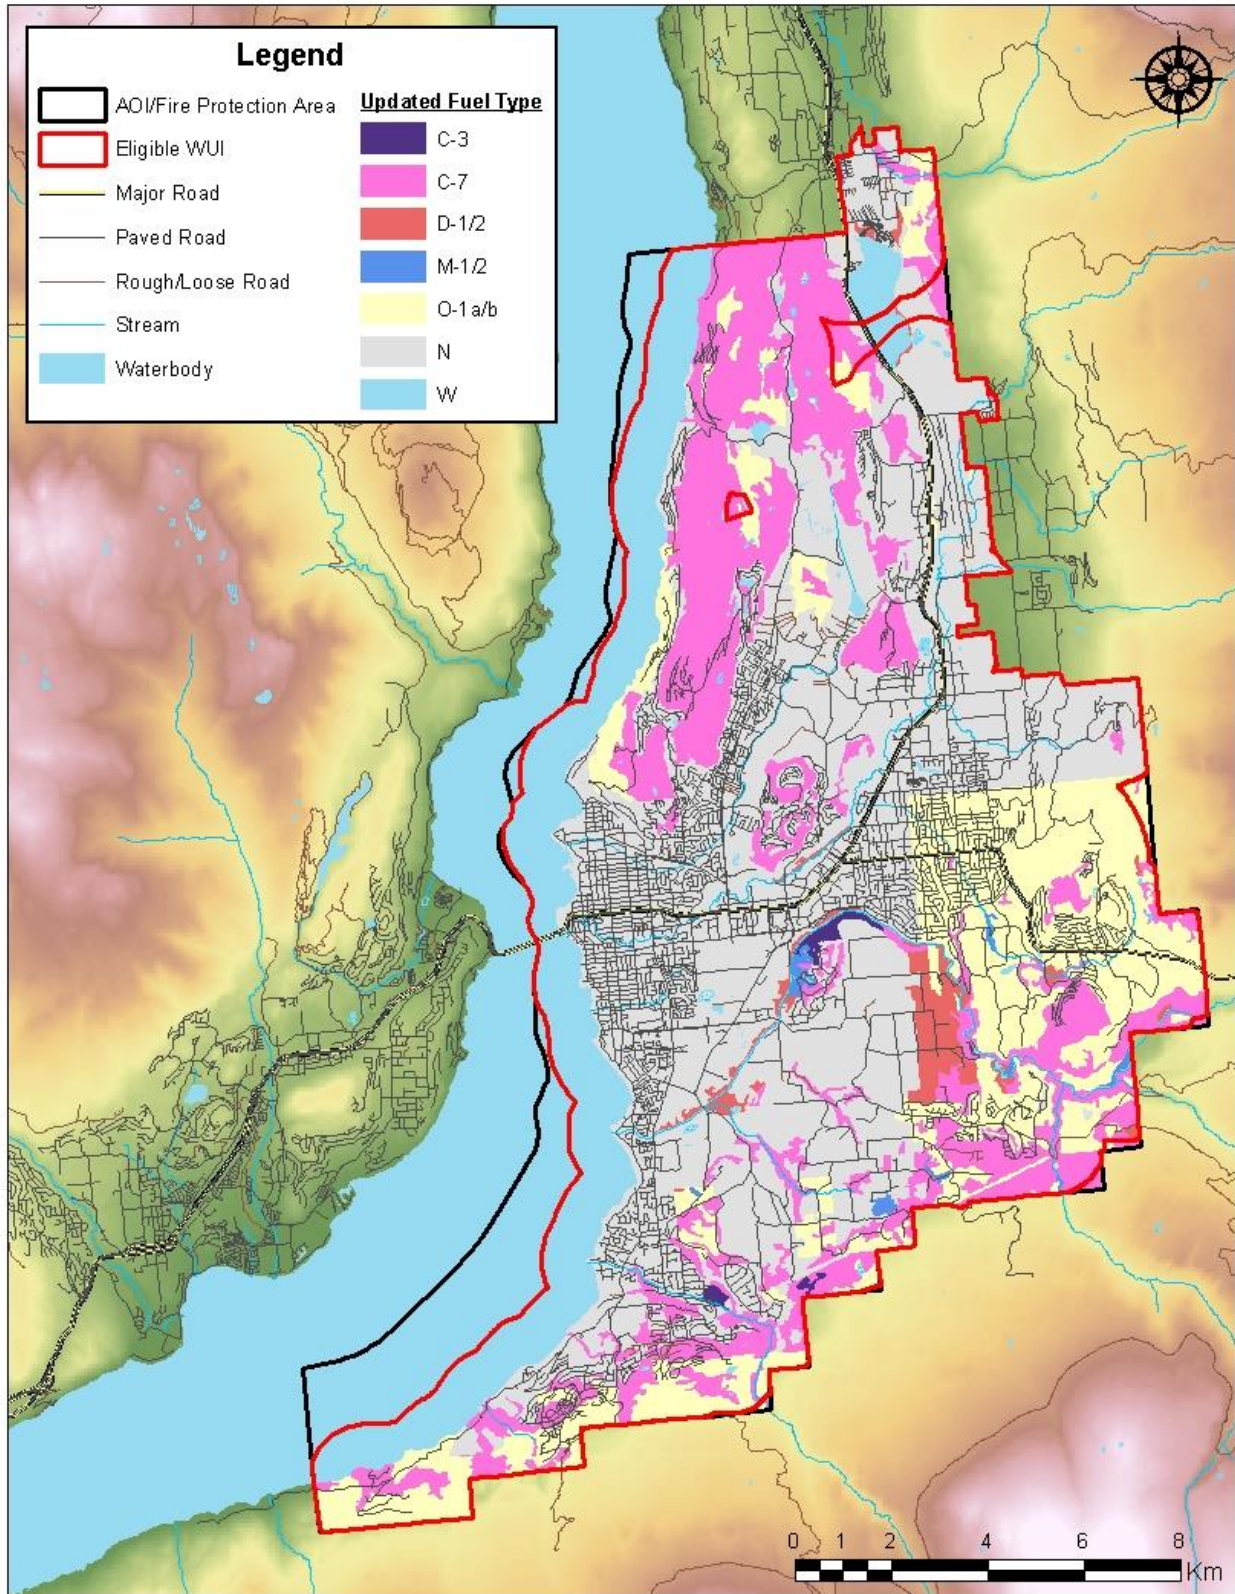 Legend
AOI/Fire Protection Area
Eligible WUI
Major Road
Paved Road
Rough/Loose Road
Stream
Waterbody
Updated Fuel Type
C-3
C-7
D-1/2
M-1/2
O-1a/b
N
W
0 1 2 4 6 8
Km